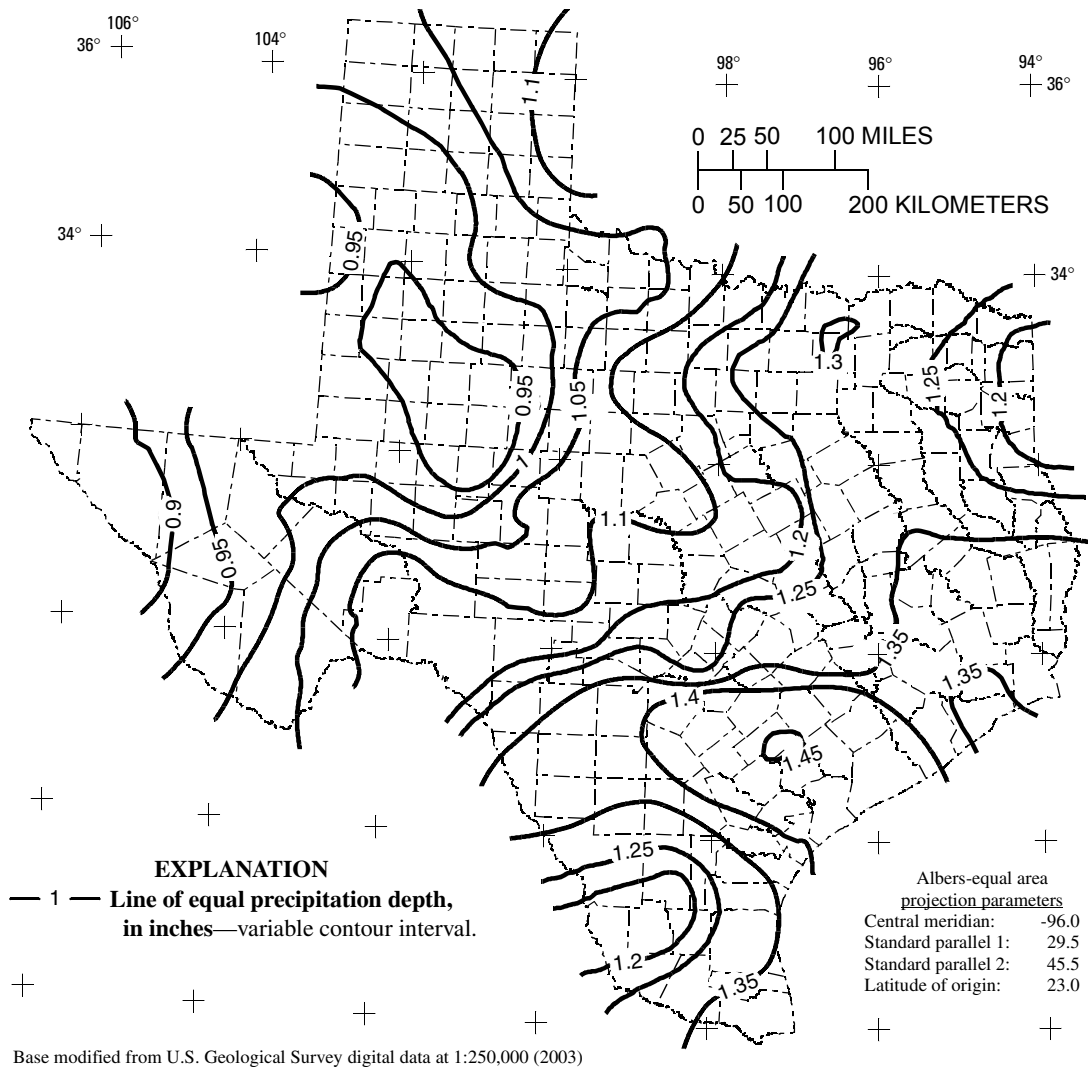 106°
36°
104°
98°
96°
94°
36°
1.1
0 25 50 100 MILES
0 50 100 200 KILOMETERS
34°
0.95
34°
1.3
1.25
1.2
0.95
1.05
1
0.9
0.95
1.1
1.2
1.25
.35
1.35
1.4
1.45
1.25
1.2
1.35
EXPLANATION
1 Line of equal precipitation depth,
in inches—variable contour interval.
Albers-equal area
projection parameters
Central meridian: -96.0
Standard parallel 1: 29.5
Standard parallel 2: 45.5
Latitude of origin: 23.0
Base modified from U.S. Geological Survey digital data at 1:250,000 (2003)